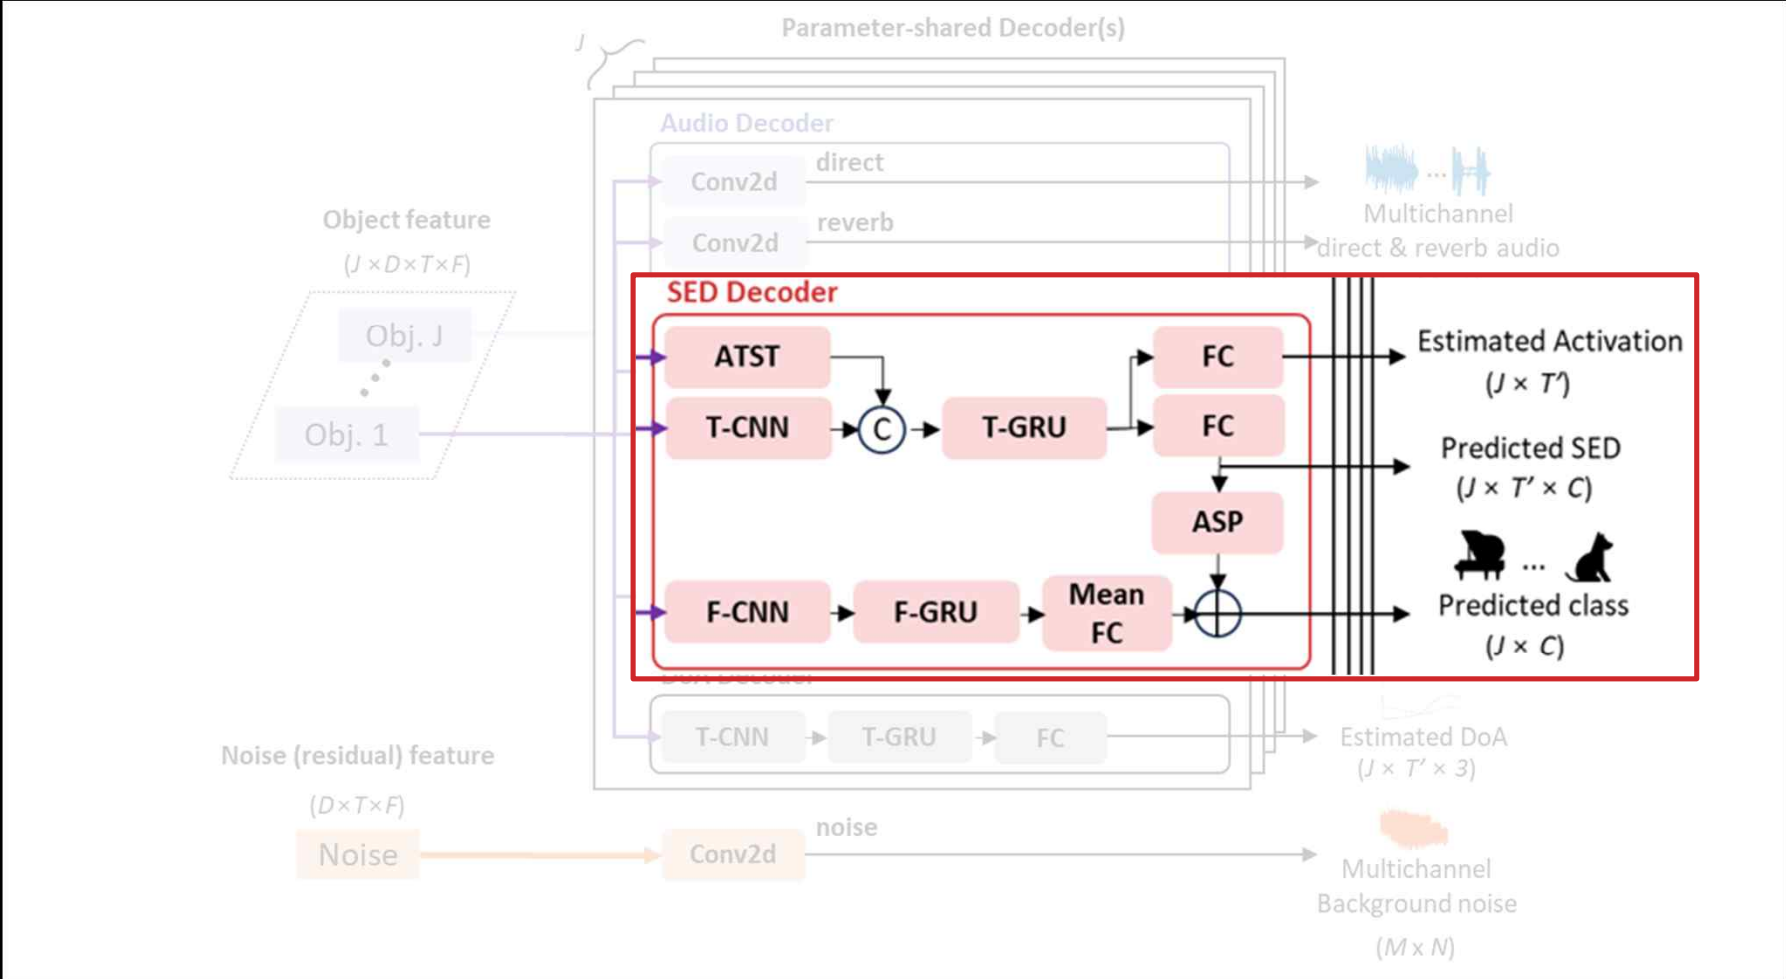 Parameter-shared Decoder(s)
J
Audio Decoder
Conv2d
direct
Conv2d
reverb
...
Multichannel
direct & reverb audio
Object feature
(J×D×T×F)
Obj. J
Obj. 1
SED Decoder
ATST
T-CNN
C
T-GRU
FC
FC
ASP
F-CNN
F-GRU
Mean
FC
Estimated Activation
(J × T′)
Predicted SED
(J × T′ × C)
...
Predicted class
(J × C)
DoA Decoder
T-CNN
T-GRU
FC
Estimated DoA
(J × T′ × 3)
Noise (residual) feature
(D×T×F)
Noise
Conv2d
noise
Multichannel
Background noise
(M x N)